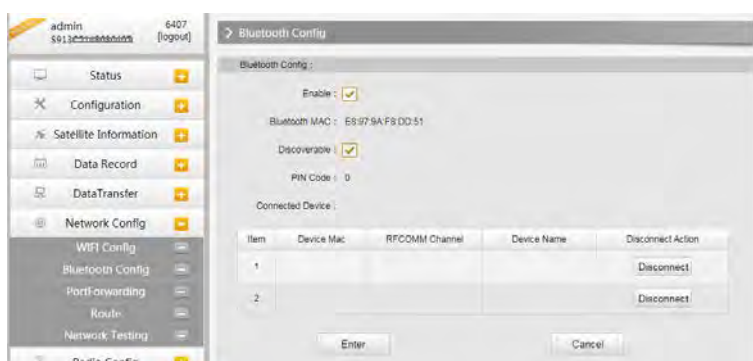 admin 6407
[logout]
Status
Configuration
Satellite Information
Data Record
DataTransfer
Network Config
WIFI Config
Bluetooth Config
PortForwarding
Route
Network Testing
Radio Config
Bluetooth Config
Bluetooth Config :
Enable :
Bluetooth MAC : E8:97:9A:F8:DD:51
Discoverable :
PIN Code : 0
Connected Device :
Item Device Mac RFCOMM Channel Device Name Disconnect Action
1 Disconnect
2 Disconnect
Enter Cancel